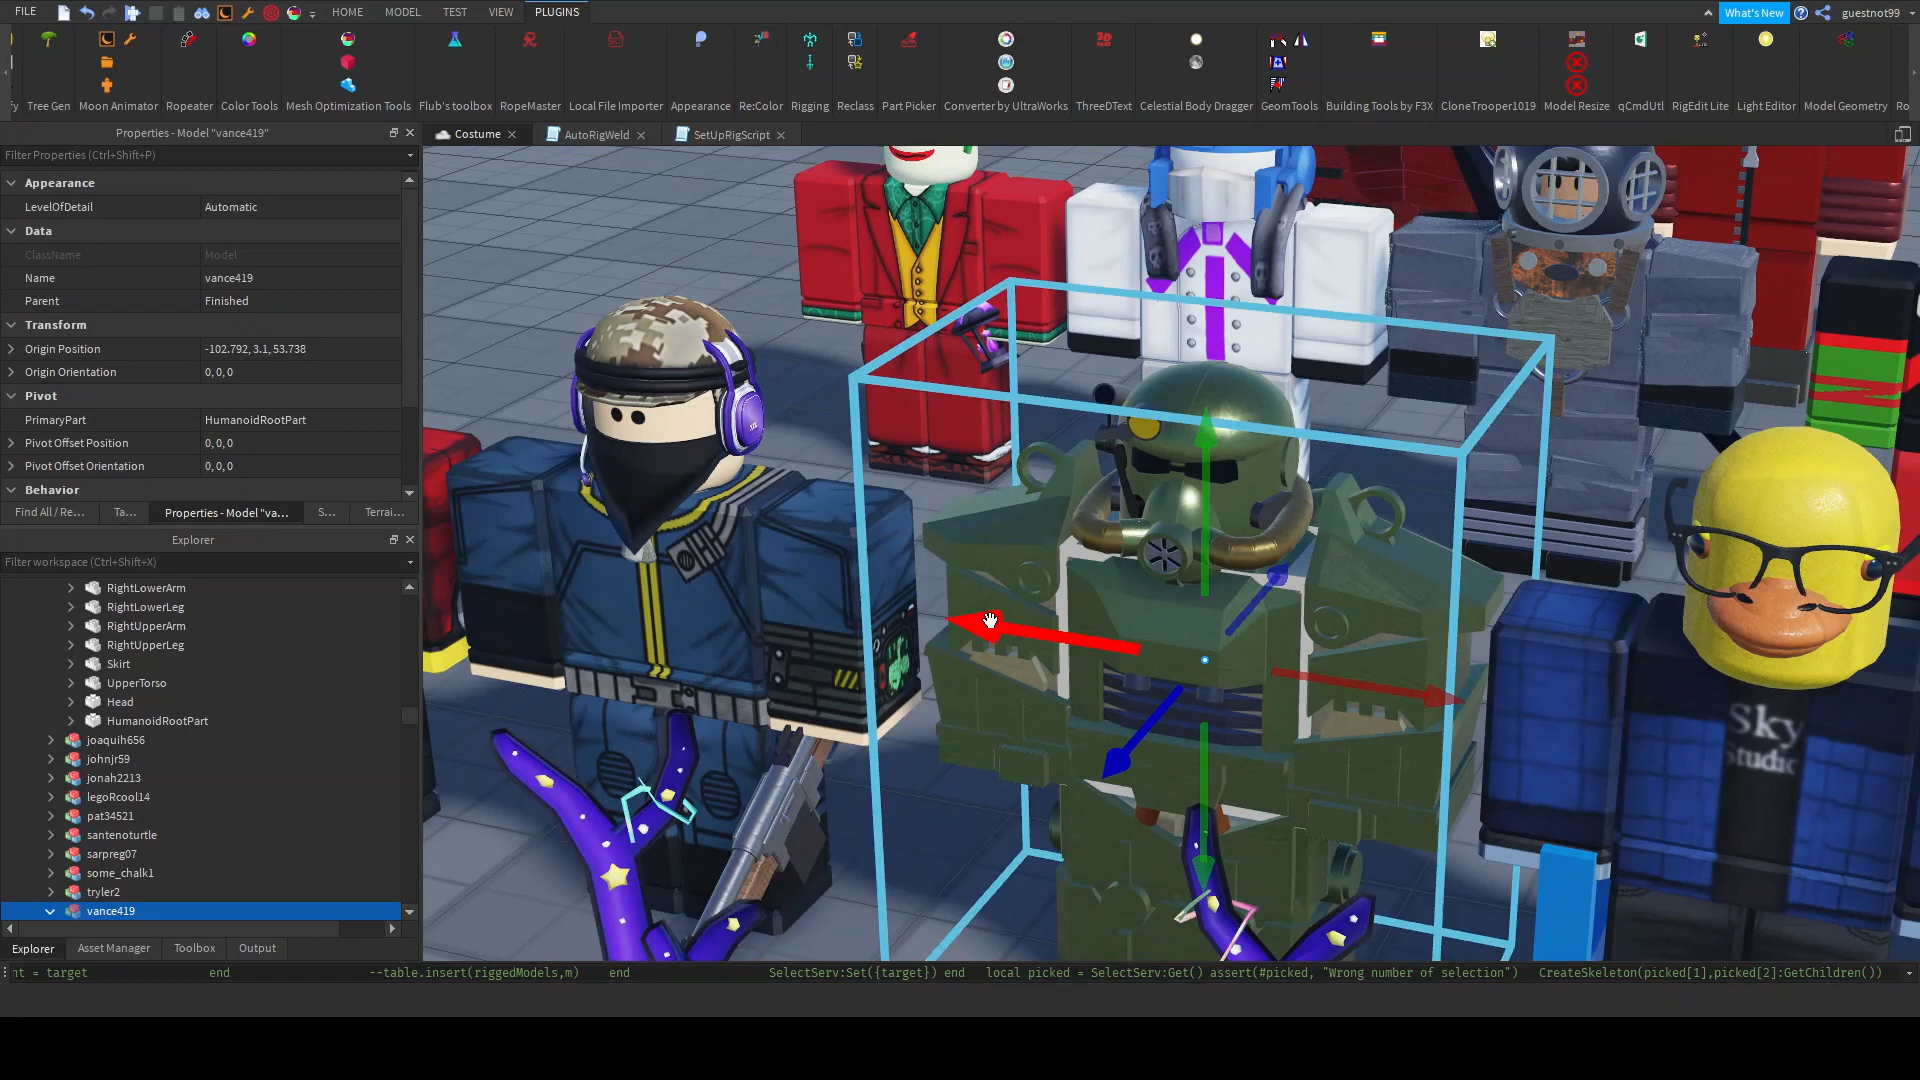 FILE
HOME
MODEL
TEST
VIEW
PLUGINS
What's New
guestnot99
Tree Gen
Moon Animator
Ropeater
Color Tools
Mesh Optimization Tools
Flub's toolbox
RopeMaster
Local File Importer
Appearance
Re:Color
Rigging
Reclass
Part Picker
Converter by UltraWorks
ThreeDText
Celestial Body Dragger
GeomTools
Building Tools by F3X
CloneTrooper1019
Model Resize
qCmdUtl
RigEdit Lite
Light Editor
Model Geometry
Properties - Model "vance419"
Costume
AutoRigWeld
SetUpRigScript
Filter Properties (Ctrl+Shift+P)
Appearance
LevelOfDetail Automatic
Data
ClassName Model
Name vance419
Parent Finished
Transform
Origin Position -102.792, 3.1, 53.738
Origin Orientation 0, 0, 0
Pivot
PrimaryPart HumanoidRootPart
Pivot Offset Position 0, 0, 0
Pivot Offset Orientation 0, 0, 0
Behavior
Find All / Re...
Ta...
Properties - Model "va...
S...
Terrai...
Explorer
Filter workspace (Ctrl+Shift+X)
RightLowerArm
RightLowerLeg
RightUpperArm
RightUpperLeg
Skirt
UpperTorso
Head
HumanoidRootPart
joaquih656
johnjr59
jonah2213
legoRcool14
pat34521
santenoturtle
sarpreg07
some_chalk1
tryler2
vance419
Sky
Studio
Explorer
Asset Manager
Toolbox
Output
nt = target end --table.insert(riggedModels,m) end SelectServ:Set({target}) end local picked = SelectServ:Get() assert(#picked, "Wrong number of selection") CreateSkeleton(picked[1],picked[2]:GetChildren())